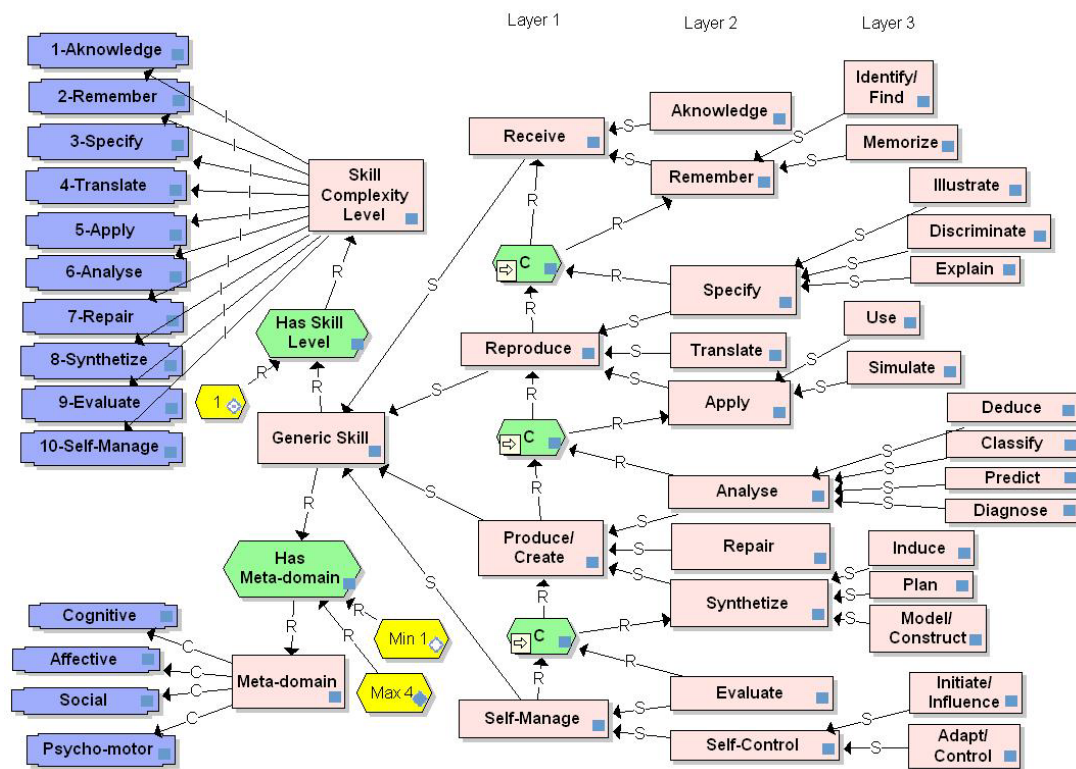 Layer 1
Layer 2
Layer 3
1-Aknowledge
2-Remember
3-Specify
4-Translate
5-Apply
6-Analyse
7-Repair
8-Synthetize
9-Evaluate
10-Self-Manage
I
I
I
I
I
I
I
I
I
I
Skill
Complexity
Level
R
Has Skill
Level
R
1
R
Generic Skill
R
Has
Meta-domain
R
Min 1
R
Max 4
R
Meta-domain
Cognitive
Affective
Social
Psycho-motor
C
C
C
C
S
S
S
S
Receive
Reproduce
Produce/
Create
Self-Manage
R
C
R
R
C
R
R
C
R
R
R
R
R
R
R
Aknowledge
Remember
S
S
Specify
Translate
Apply
S
S
S
Analyse
Repair
Synthetize
S
S
S
Evaluate
Self-Control
S
S
Identify/
Find
Memorize
S
S
Illustrate
Discriminate
Explain
S
S
S
Use
Simulate
S
S
Deduce
Classify
Predict
Diagnose
S
S
S
S
Induce
Plan
Model/
Construct
S
S
S
Initiate/
Influence
Adapt/
Control
S
S